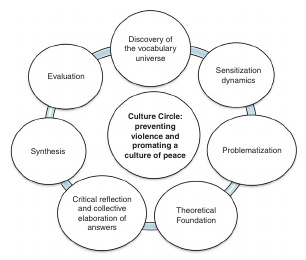 Discovery of
the vocabulary
universe
Sensitization
dynamics
Problematization
Theoretical
Foundation
Critical reflection
and collective
elaboration of
answers
Synthesis
Evaluation
Culture Circle:
preventing
violence and
promating a
culture of peace